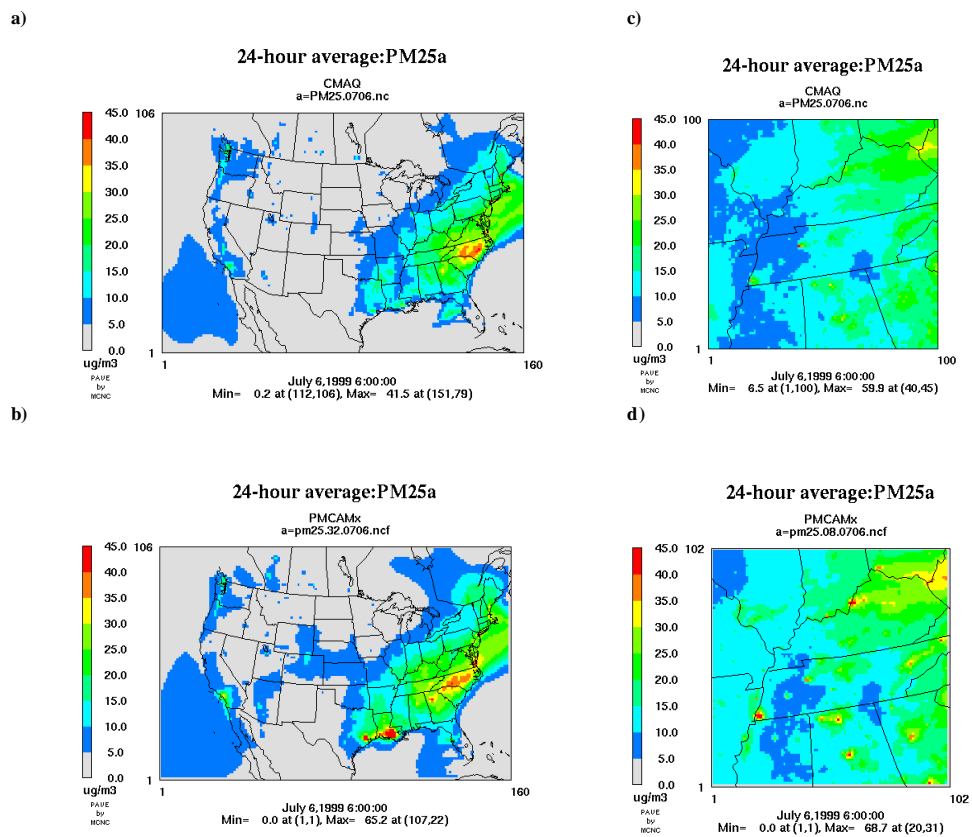 a)
24-hour average:PM25a
CMAQ
a=PM25.0706.nc
45.0
40.0
35.0
30.0
25.0
20.0
15.0
10.0
5.0
0.0
ug/m3
PAVE
by
MCNC
106
1
1
160
July 6,1999 6:00:00
Min= 0.2 at (112,106), Max= 41.5 at (151,79)
c)
24-hour average:PM25a
CMAQ
a=PM25.0706.nc
45.0
40.0
35.0
30.0
25.0
20.0
15.0
10.0
5.0
0.0
ug/m3
PAVE
by
MCNC
100
1
1
100
July 6,1999 6:00:00
Min= 6.5 at (1,100), Max= 59.9 at (40,45)
b)
24-hour average:PM25a
PMCAMx
a=pm25.32.0706.ncf
45.0
40.0
35.0
30.0
25.0
20.0
15.0
10.0
5.0
0.0
ug/m3
PAVE
by
MCNC
106
1
1
160
July 6,1999 6:00:00
Min= 0.0 at (1,1), Max= 65.2 at (107,22)
d)
24-hour average:PM25a
PMCAMx
a=pm25.08.0706.ncf
45.0
40.0
35.0
30.0
25.0
20.0
15.0
10.0
5.0
0.0
ug/m3
PAVE
by
MCNC
102
1
1
102
July 6,1999 6:00:00
Min= 0.0 at (1,1), Max= 68.7 at (20,31)